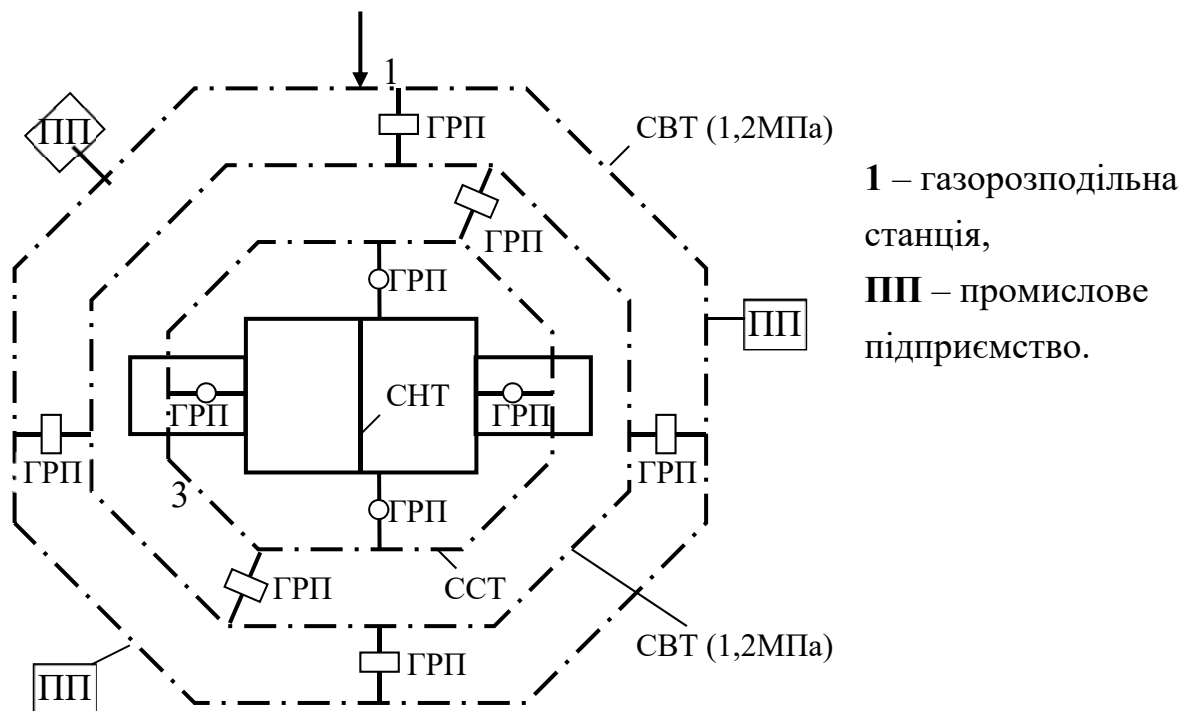 1
ПП
ГРП
СВТ (1,2МПа)
ГРП
ГРП
ПП
СНТ
ГРП
ГРП
ГРП
ГРП
3
ГРП
ГРП
ССТ
СВТ (1,2МПа)
ГРП
ПП
1 – газорозподільна
станція,
ПП – промислове
підприємство.